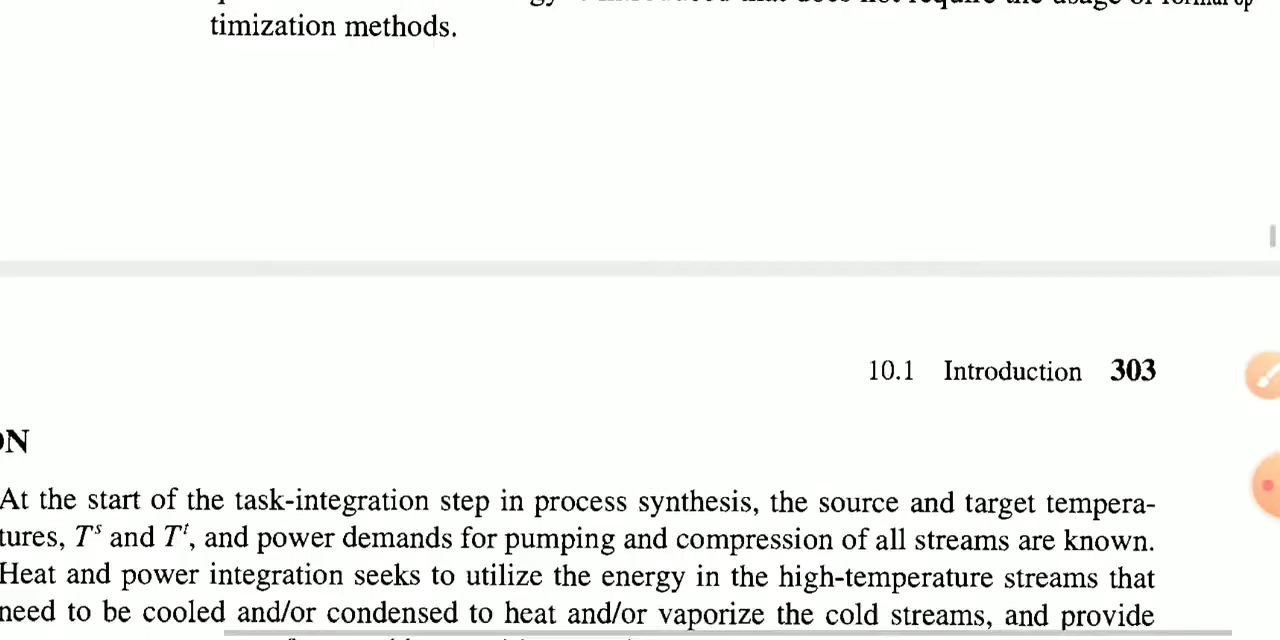 timization methods.
10.1 Introduction 303
ON
At the start of the task-integration step in process synthesis, the source and target tempera-
tures, Tˢ and Tᵗ, and power demands for pumping and compression of all streams are known.
Heat and power integration seeks to utilize the energy in the high-temperature streams that
need to be cooled and/or condensed to heat and/or vaporize the cold streams, and provide